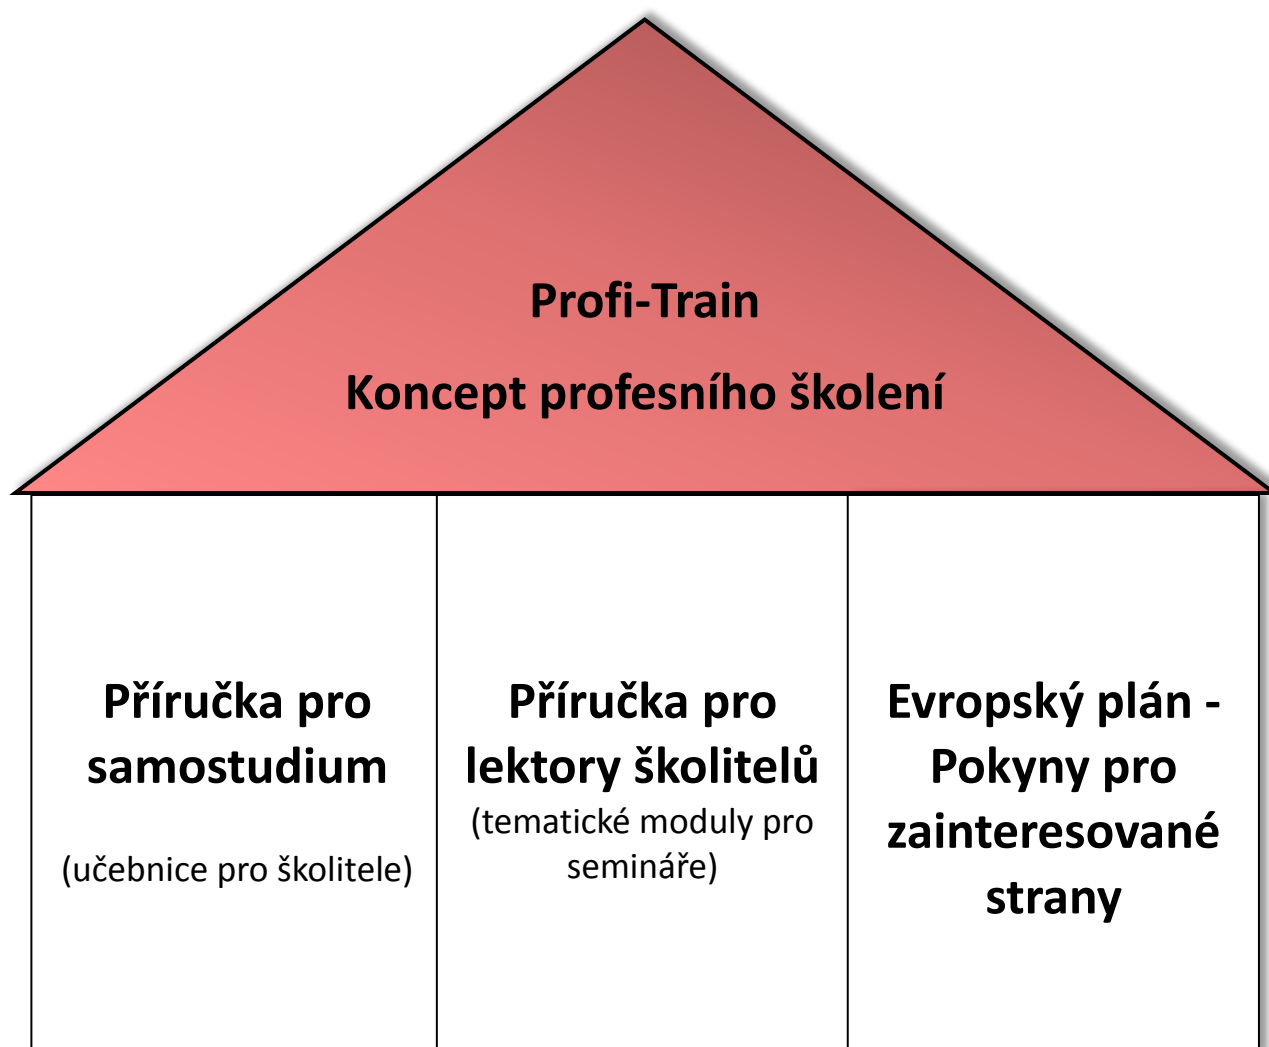 Profi-Train
Koncept profesního školení
Příručka pro
samostudium
(učebnice pro školitele)
Příručka pro
lektory školitelů
(tematické moduly pro
semináře)
Evropský plán -
Pokyny pro
zainteresované
strany